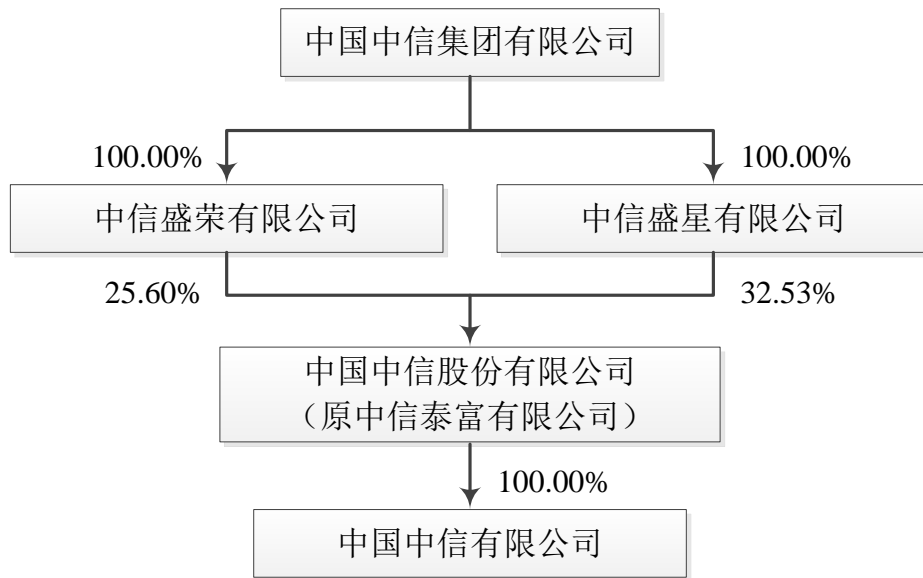 中国中信集团有限公司
100.00%
100.00%
中信盛荣有限公司
中信盛星有限公司
25.60%
32.53%
中国中信股份有限公司
（原中信泰富有限公司）
100.00%
中国中信有限公司